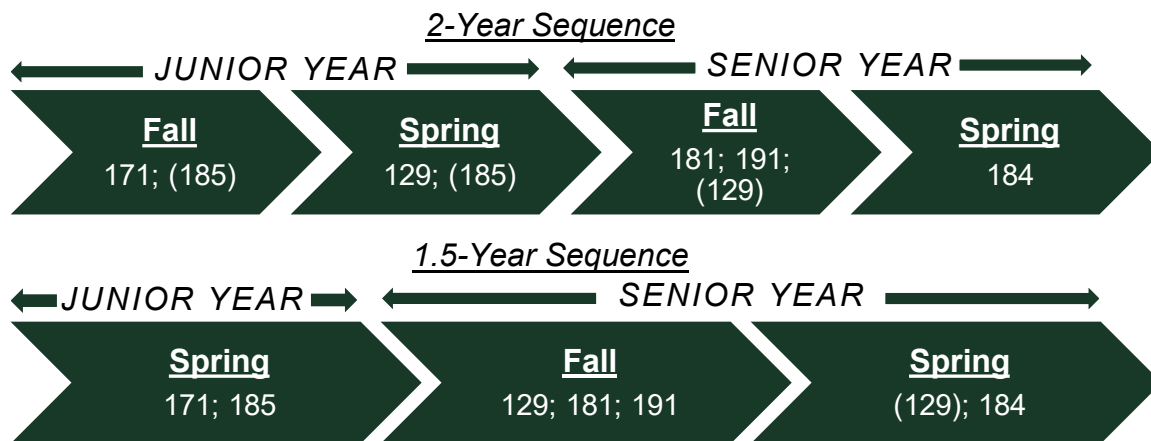 2-Year Sequence
JUNIOR YEAR
SENIOR YEAR
Fall
171; (185)
Spring
129; (185)
Fall
181; 191;
(129)
Spring
184
1.5-Year Sequence
JUNIOR YEAR
SENIOR YEAR
Spring
171; 185
Fall
129; 181; 191
Spring
(129); 184